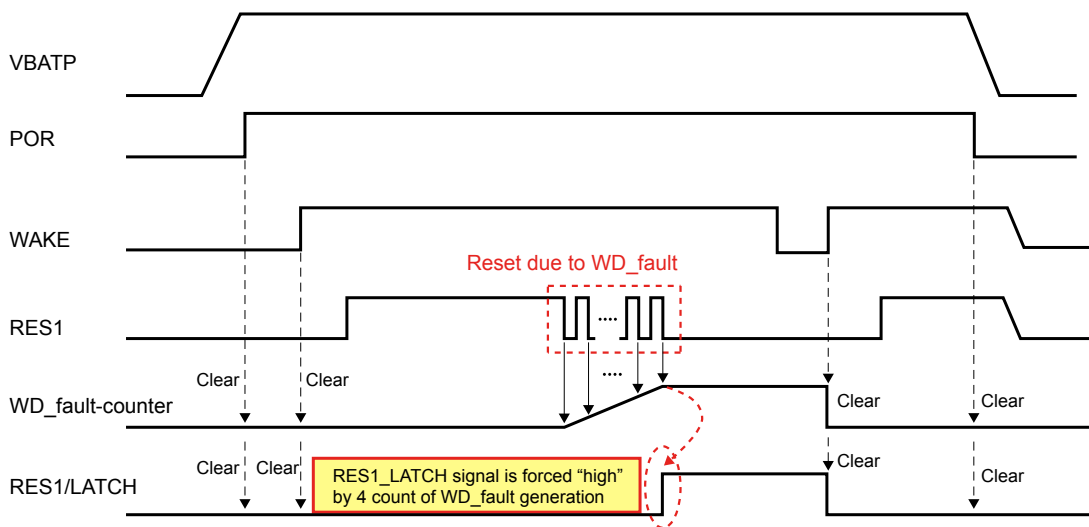 VBATP
POR
WAKE
Reset due to WD_fault
RES1
....
....
Clear
Clear
WD_fault-counter
Clear
Clear
Clear
Clear
Clear
Clear
RES1/LATCH
RES1_LATCH signal is forced “high”
by 4 count of WD_fault generation